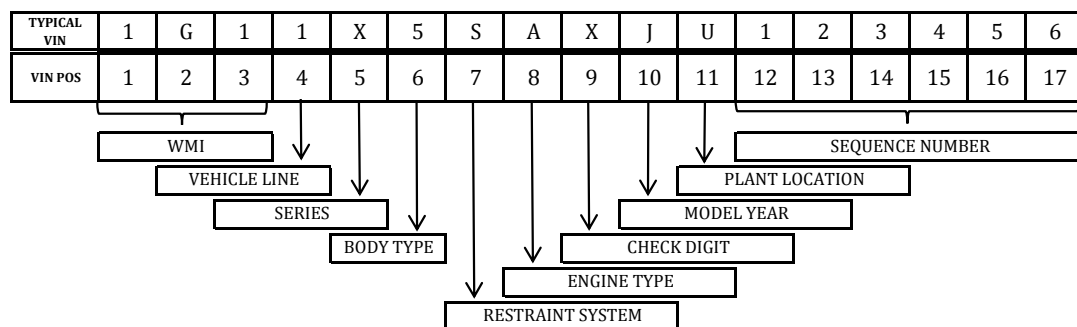 TYPICAL VIN 1 G 1 1 X 5 S A X J U 1 2 3 4 5 6
VIN POS 1 2 3 4 5 6 7 8 9 10 11 12 13 14 15 16 17
WMI SEQUENCE NUMBER
VEHICLE LINE PLANT LOCATION
SERIES MODEL YEAR
BODY TYPE CHECK DIGIT
ENGINE TYPE
RESTRAINT SYSTEM